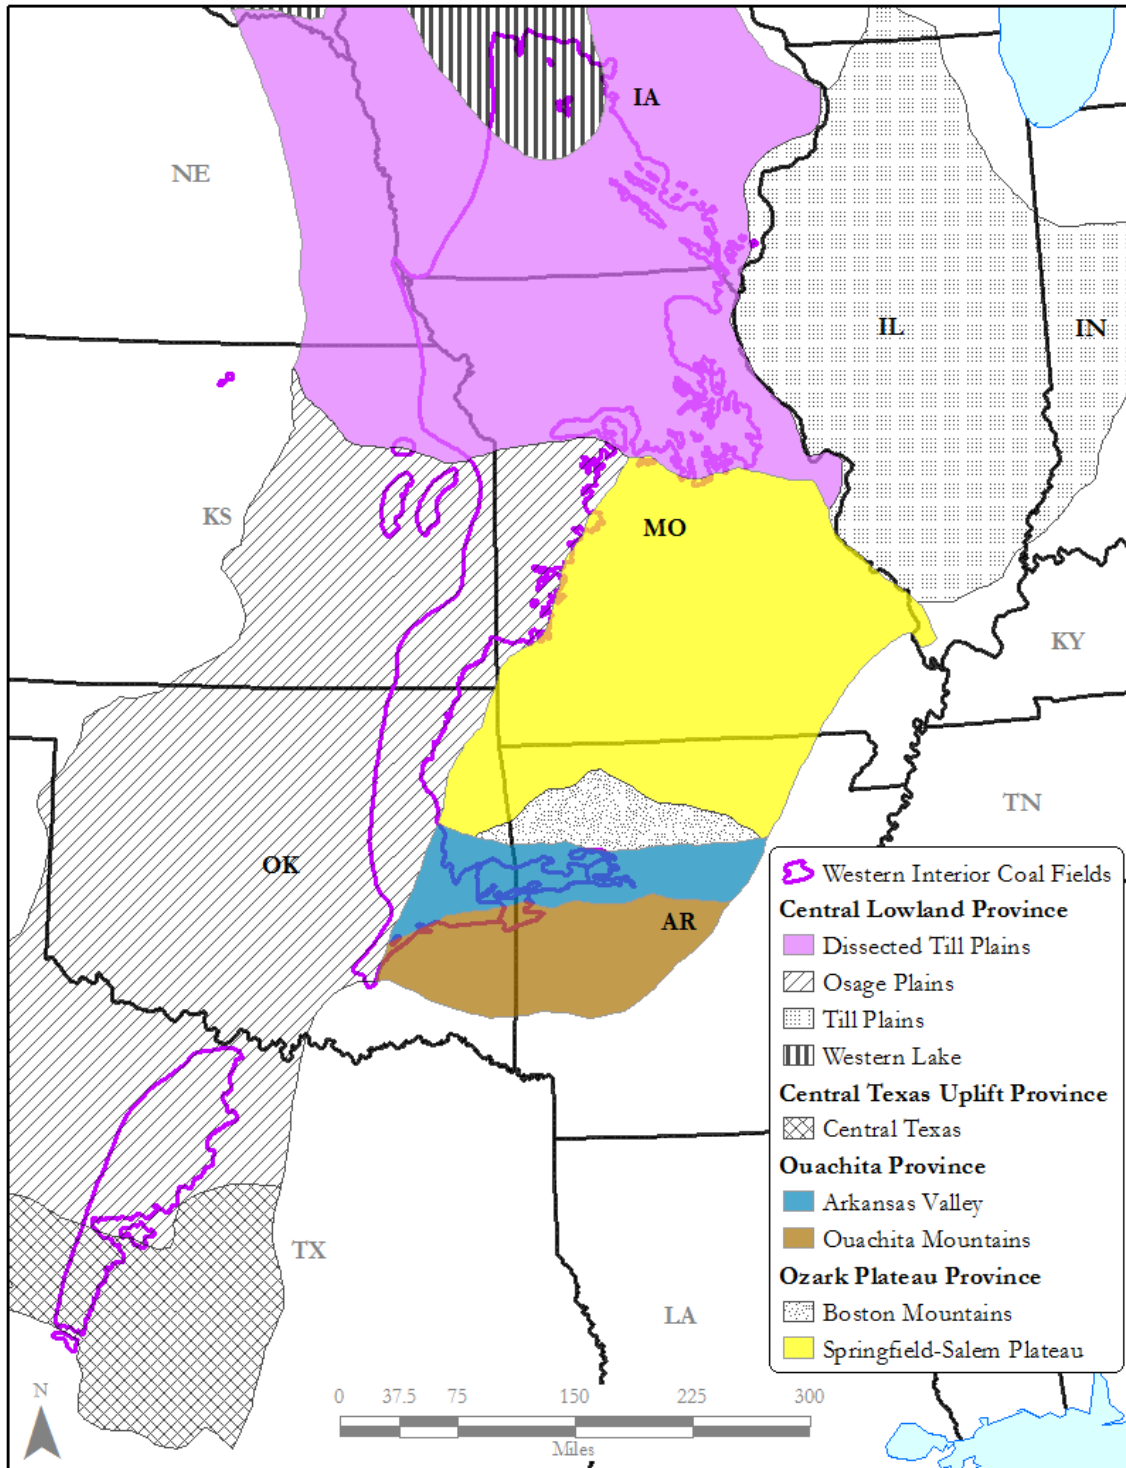 IA
NE
IL
IN
KS
MO
KY
TN
OK
AR
TX
LA
Western Interior Coal Fields
Central Lowland Province
Dissected Till Plains
Osage Plains
Till Plains
Western Lake
Central Texas Uplift Province
Central Texas
Ouachita Province
Arkansas Valley
Ouachita Mountains
Ozark Plateau Province
Boston Mountains
Springfield-Salem Plateau
N
0 37.5 75 150 225 300
Miles